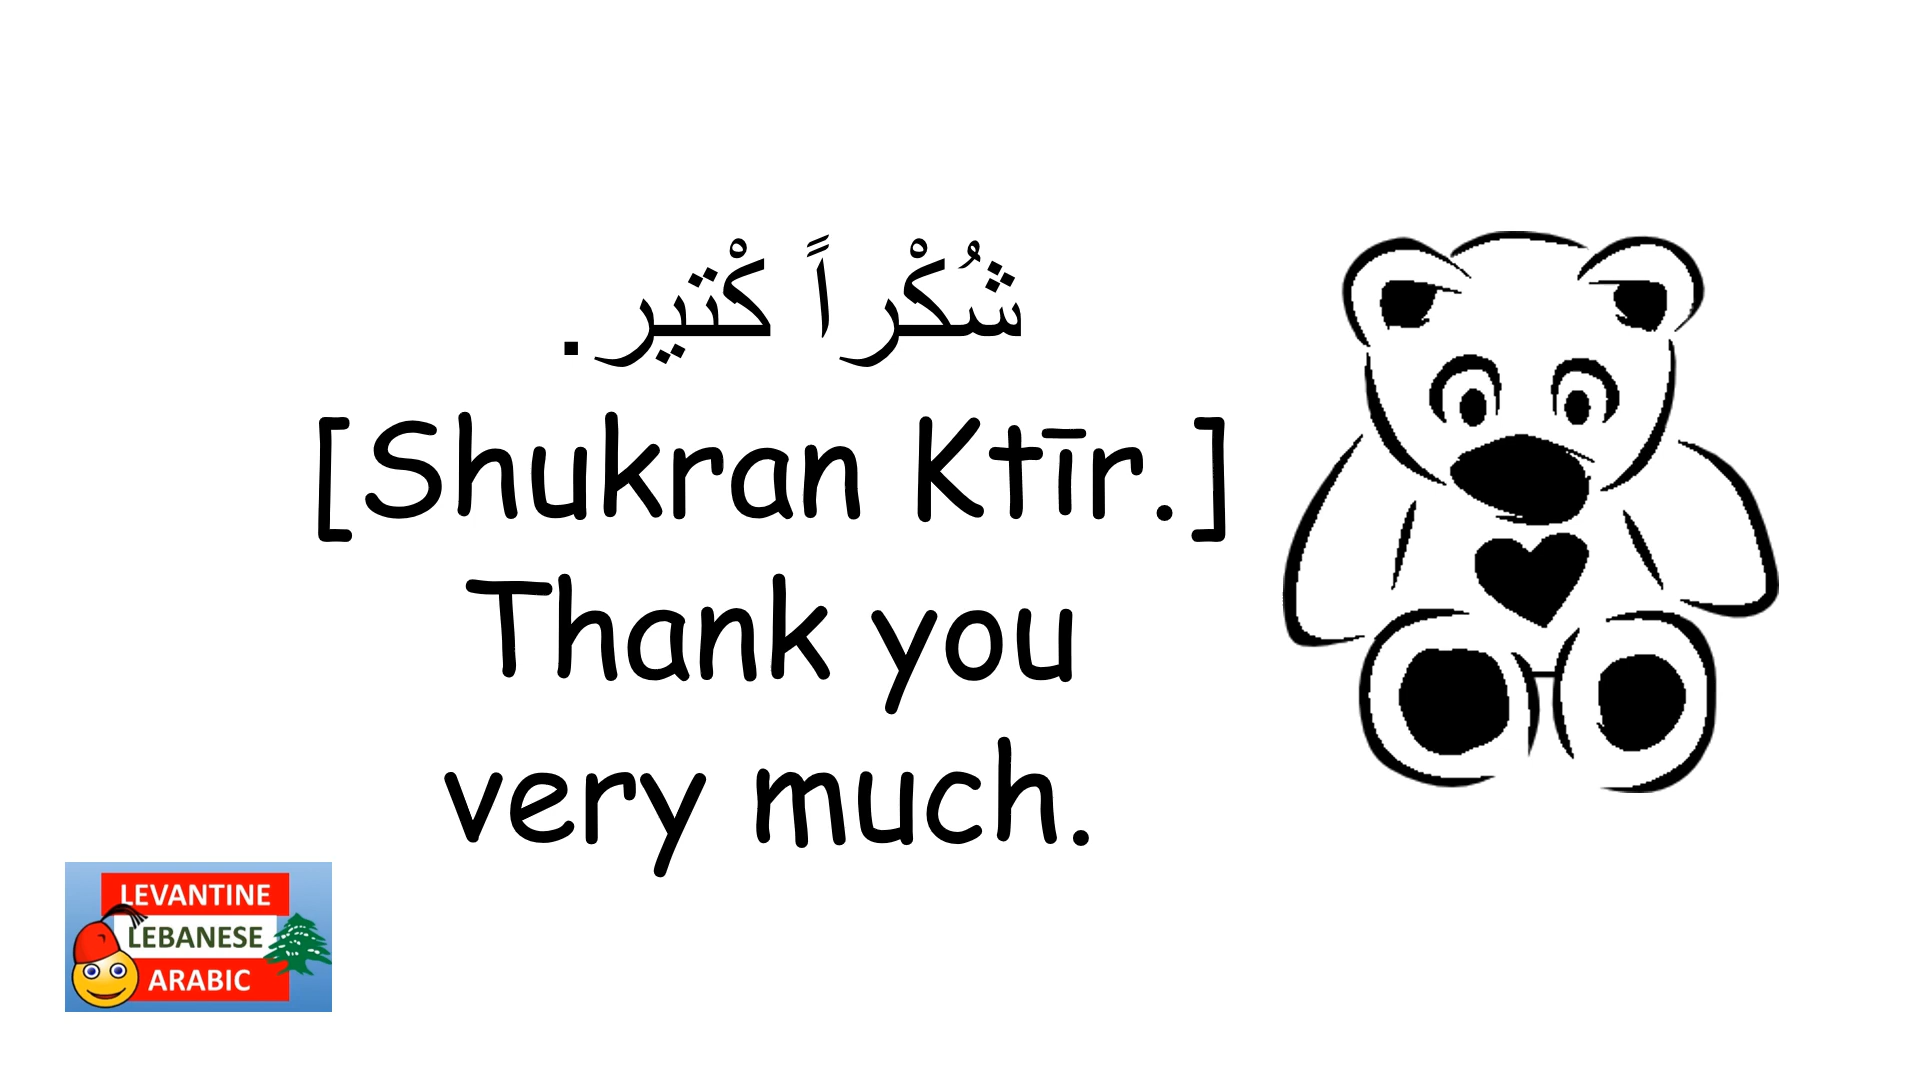 شُكْراً كْتير.
[Shukran Ktīr.]
Thank you
very much.
LEVANTINE
LEBANESE
ARABIC